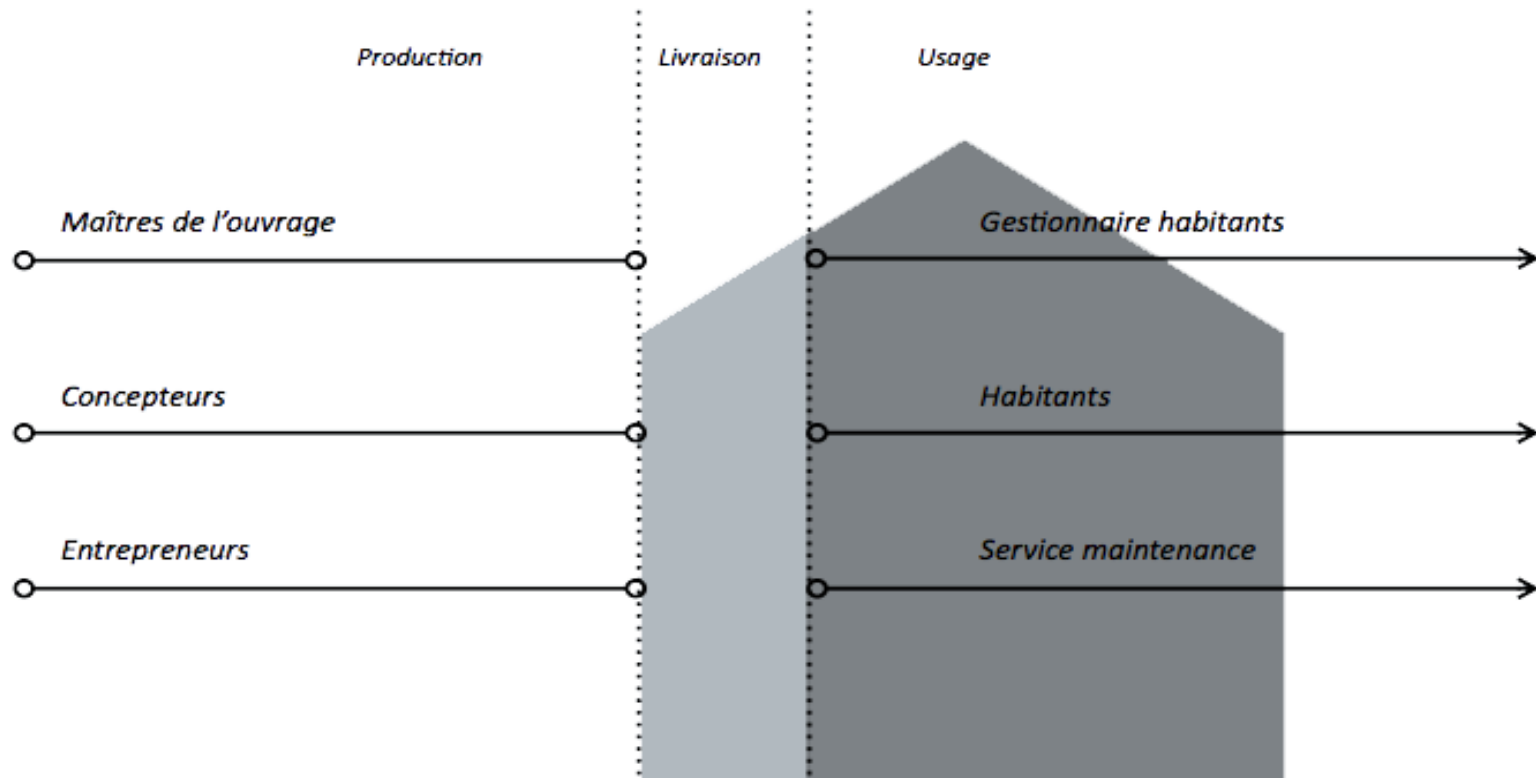 Production
Livraison
Usage
Maîtres de l’ouvrage
Gestionnaire habitants
Concepteurs
Habitants
Entrepreneurs
Service maintenance